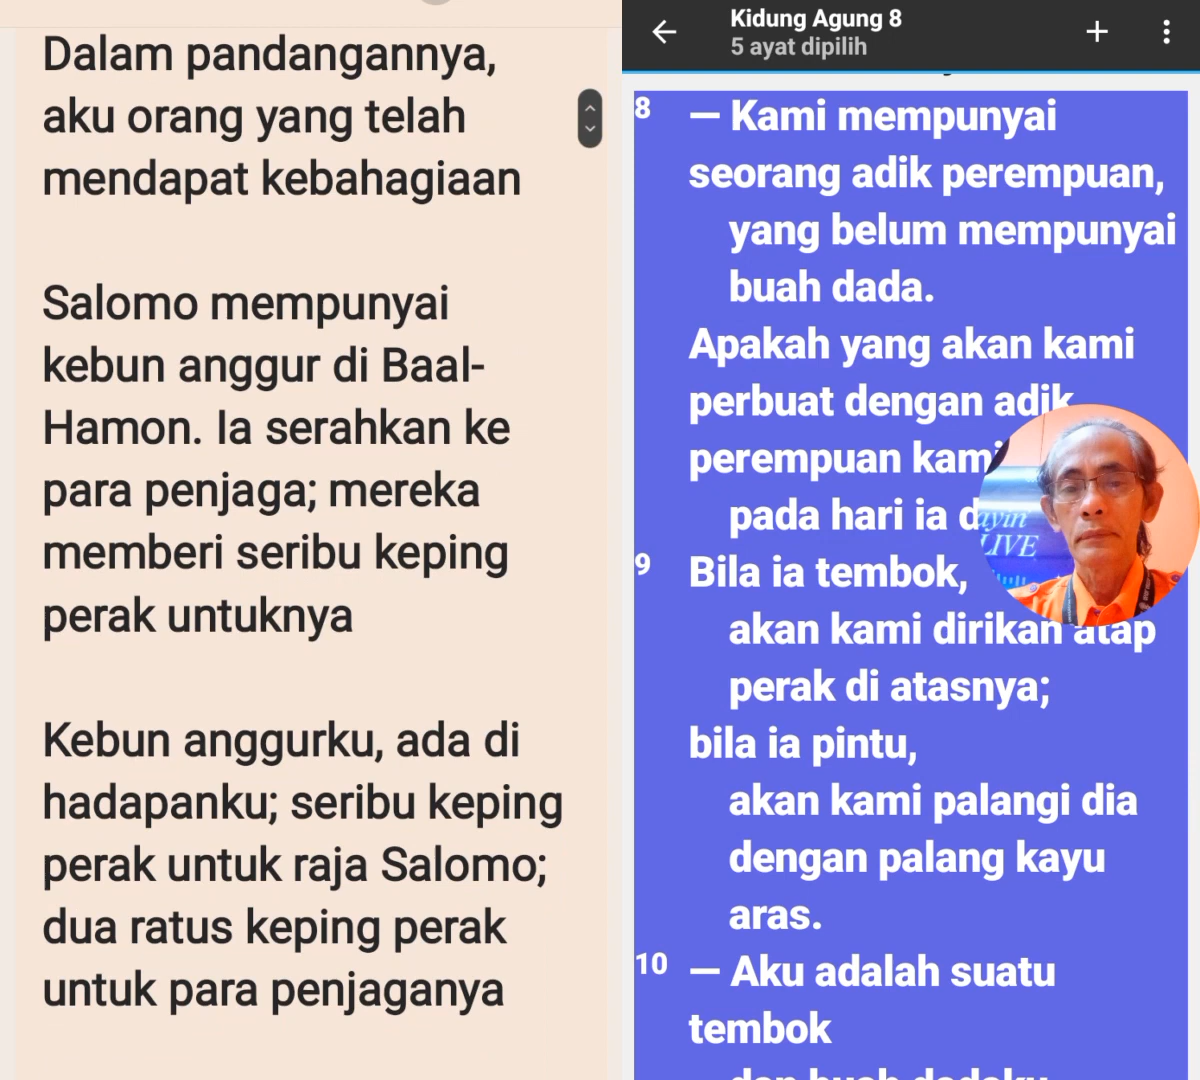 Dalam pandangannya,
aku orang yang telah
mendapat kebahagiaan
Salomo mempunyai
kebun anggur di Baal-
Hamon. Ia serahkan ke
para penjaga; mereka
memberi seribu keping
perak untuknya
Kebun anggurku, ada di
hadapanku; seribu keping
perak untuk raja Salomo;
dua ratus keping perak
untuk para penjaganya
Kidung Agung 8
5 ayat dipilih
8 — Kami mempunyai
seorang adik perempuan,
yang belum mempunyai
buah dada.
Apakah yang akan kami
perbuat dengan adik
perempuan kami
pada hari ia
9 Bila ia tembok,
akan kami dirikan atap
perak di atasnya;
bila ia pintu,
akan kami palangi dia
dengan palang kayu
aras.
10 — Aku adalah suatu
tembok
dan buah dadaku
LIVE